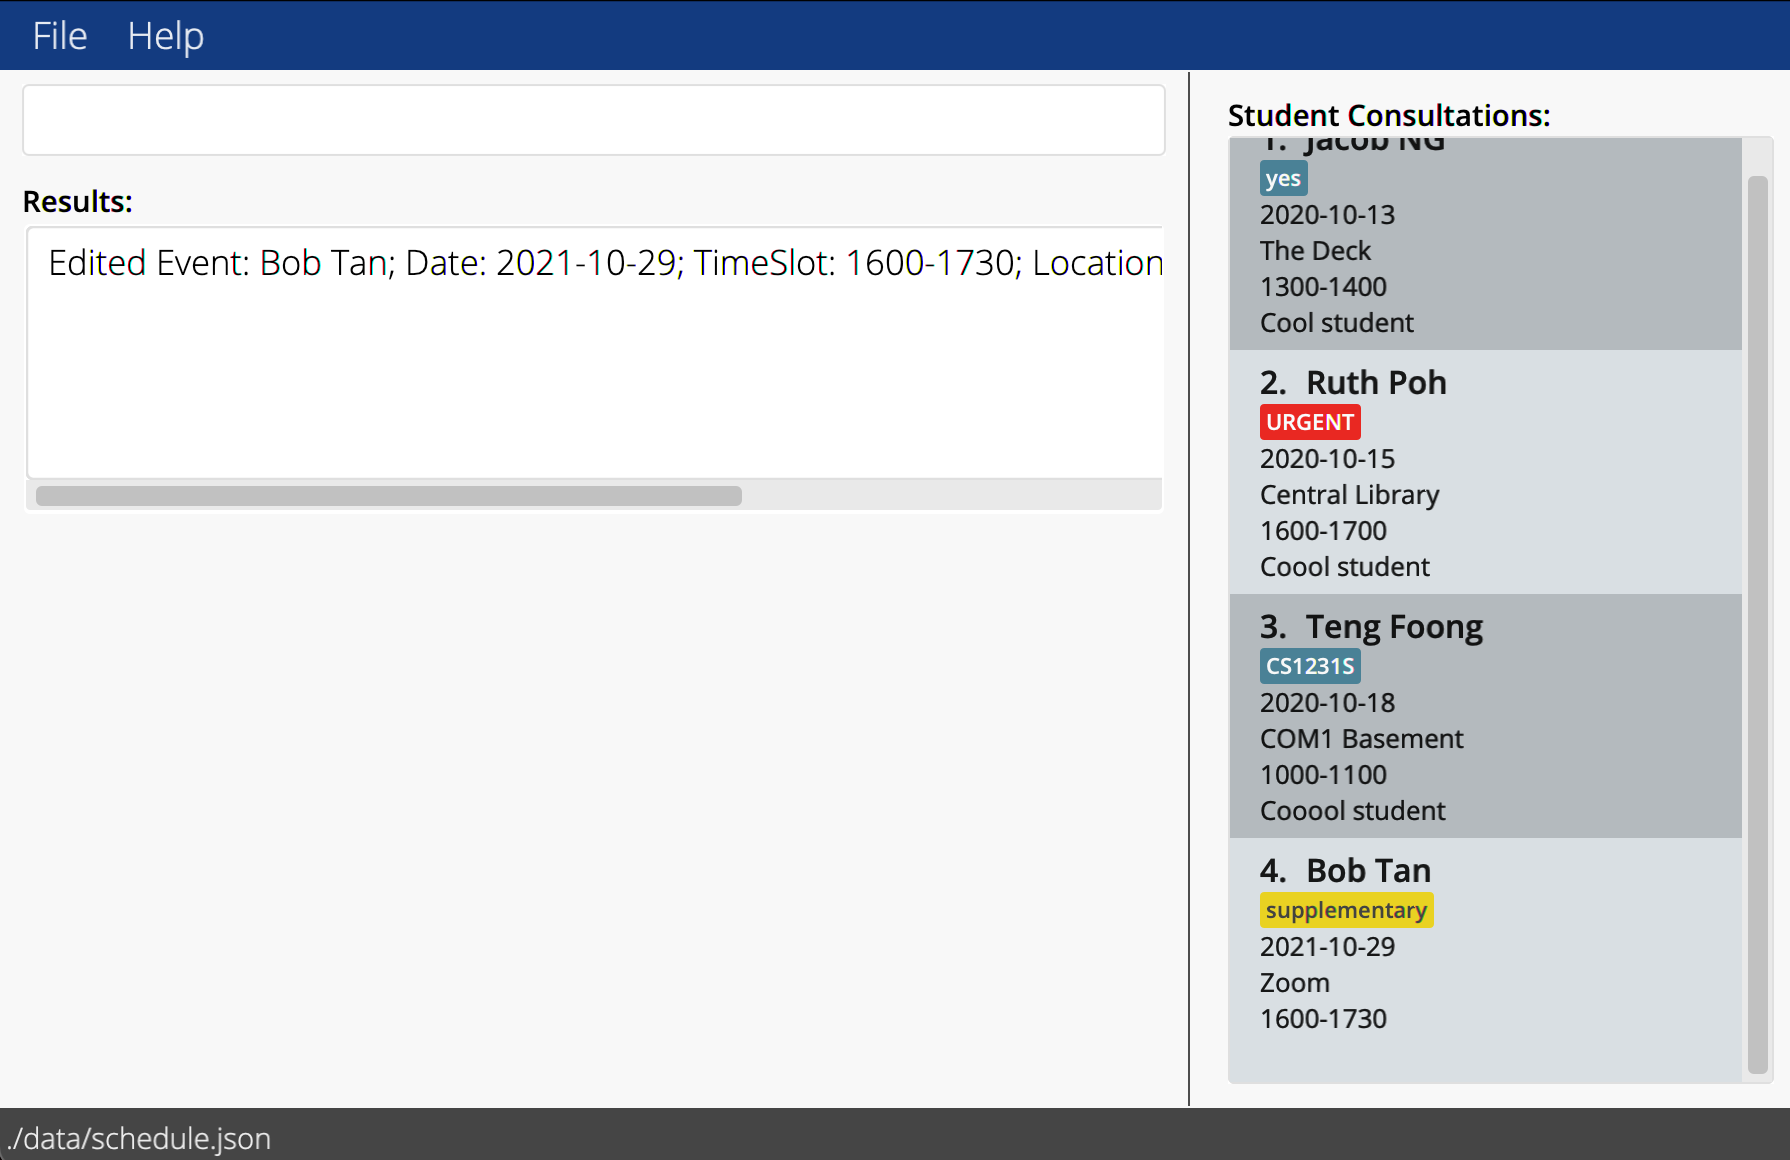 File Help
Results:
Edited Event: Bob Tan; Date: 2021-10-29; TimeSlot: 1600-1730; Location
Student Consultations:
1. Jacob NG
yes
2020-10-13
The Deck
1300-1400
Cool student
2. Ruth Poh
URGENT
2020-10-15
Central Library
1600-1700
Coool student
3. Teng Foong
CS1231S
2020-10-18
COM1 Basement
1000-1100
Cooool student
4. Bob Tan
supplementary
2021-10-29
Zoom
1600-1730
./data/schedule.json